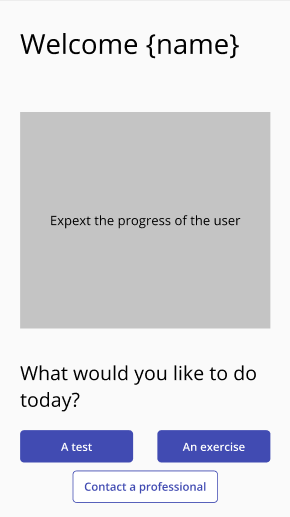 Welcome {name}
Expext the progress of the user
What would you like to do
today?
A test
An exercise
Contact a professional